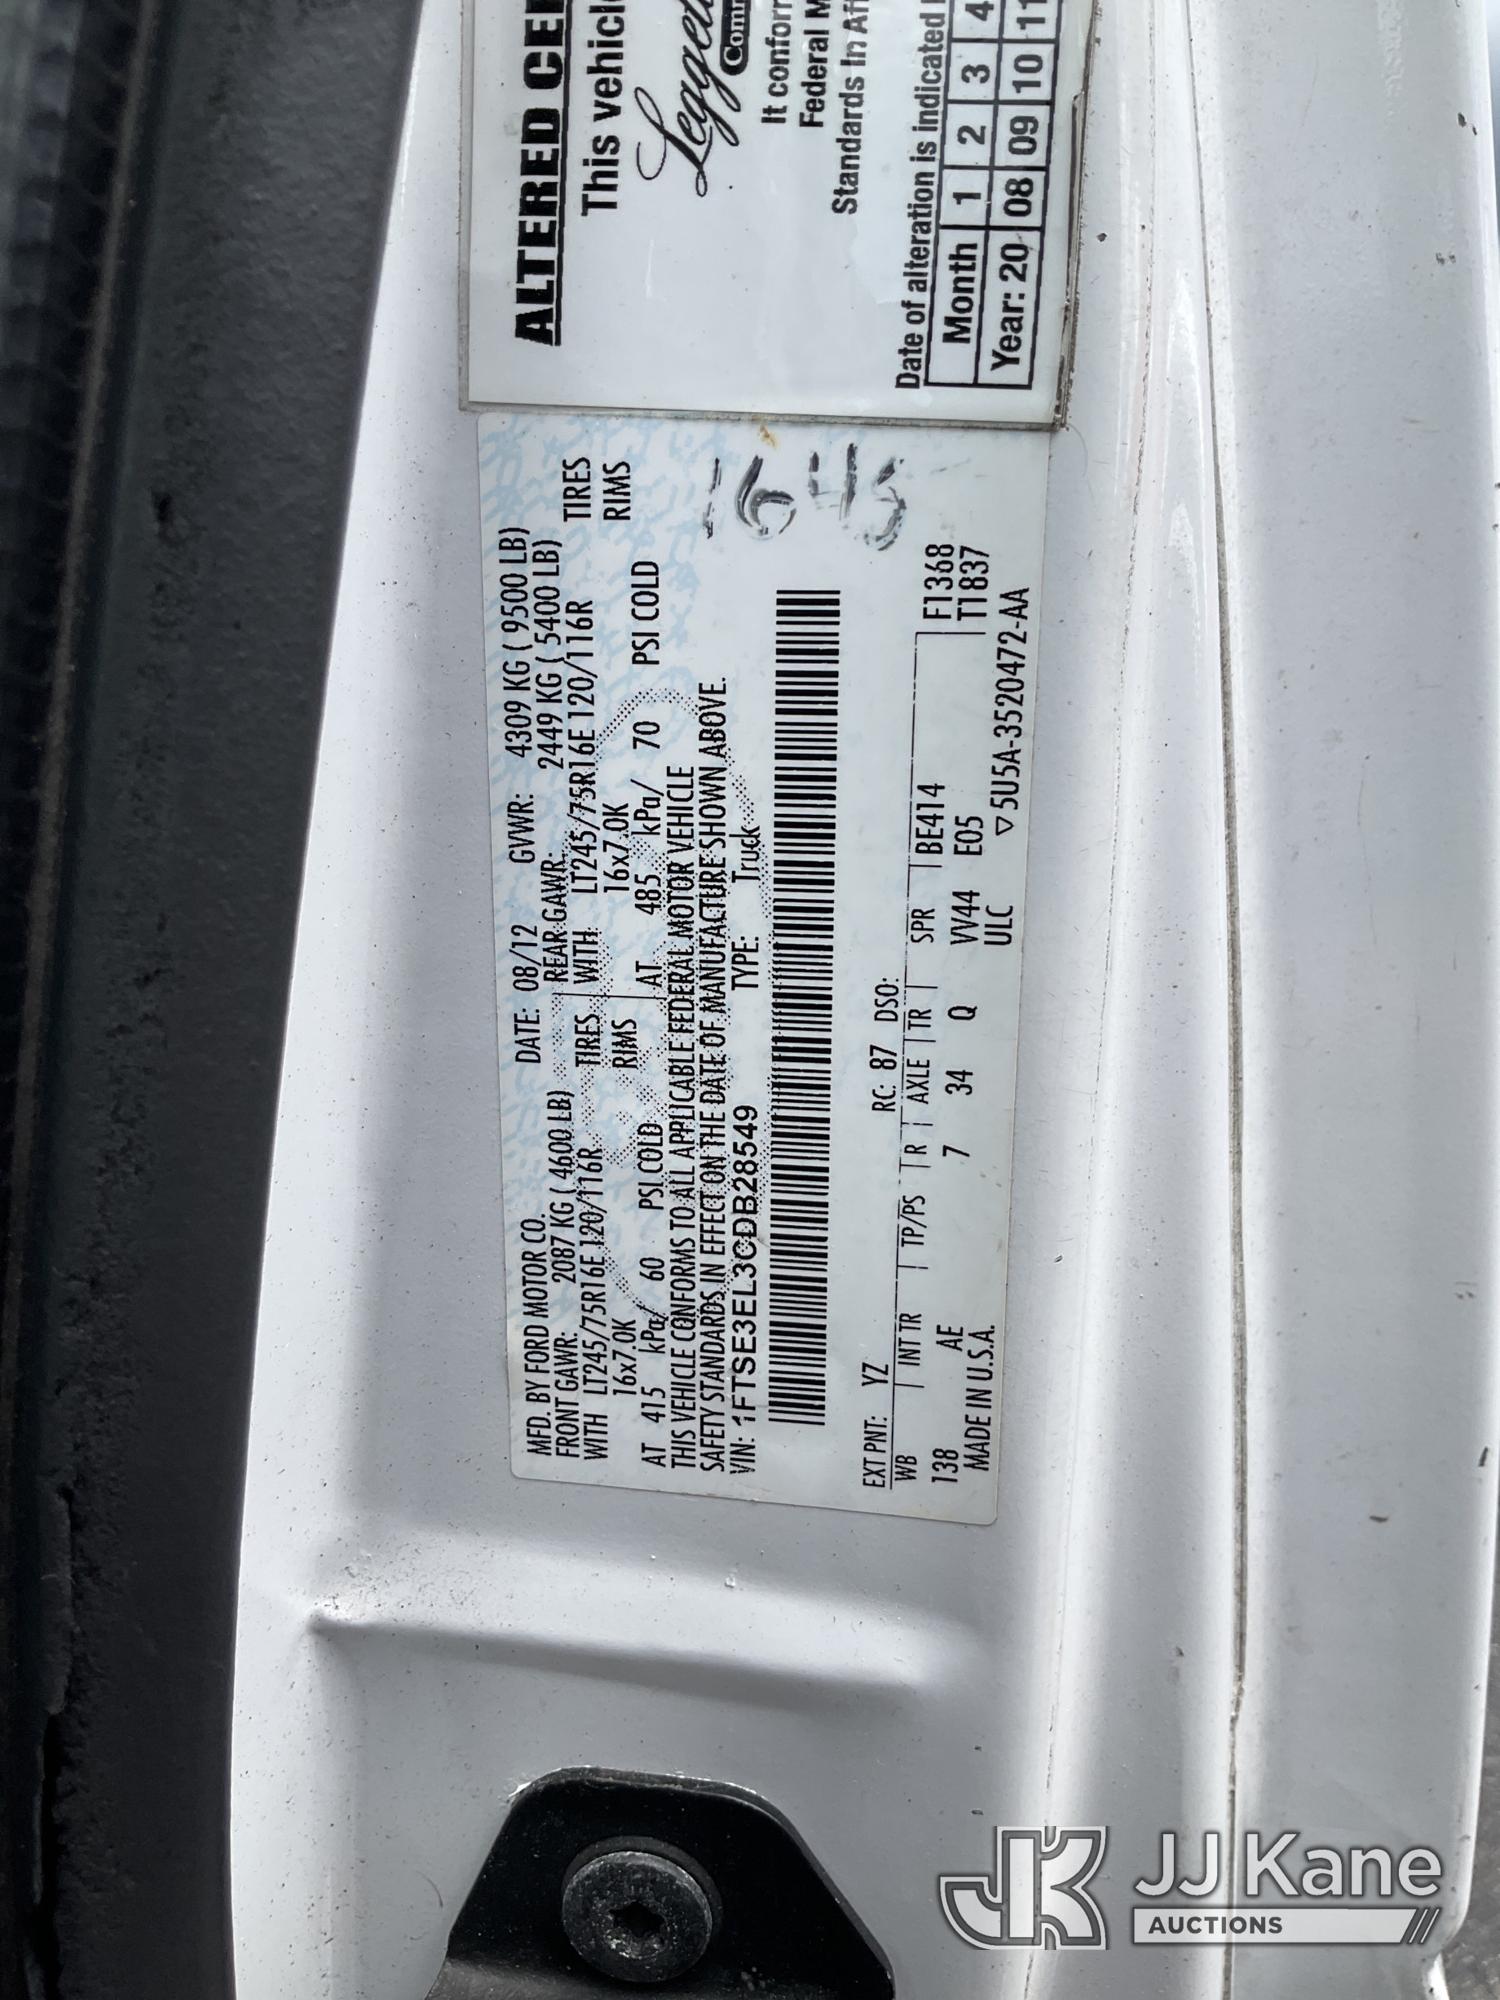 MFD. BY FORD MOTOR CO. DATE: 08/12 GVWR: 4309 KG ( 9500 LB)
FRONT GAWR: 2087 KG ( 4600 LB) REAR GAWR: 2449 KG ( 5400 LB)
WITH LT245/75R16E 120/116R TIRES WITH LT245/75R16E 120/116R TIRES
16x7.0K RIMS 16x7.0K RIMS
AT 415 kPa/ 60 PSI COLD AT 485 kPa/ 70 PSI COLD
THIS VEHICLE CONFORMS TO ALL APPLICABLE FEDERAL MOTOR VEHICLE
SAFETY STANDARDS IN EFFECT ON THE DATE OF MANUFACTURE SHOWN ABOVE.
VIN: 1FTSE3EL3CDB28549 TYPE: Truck
EXT PNT: YZ RC: 87 DSO:
WB INT TR TP/PS R AXLE TR SPR BE414 F1368
138 AE 7 34 Q VV44 E05 T1837
MADE IN U.S.A. ULC ▽5U5A-3520472-AA
ALTERED
This vehicle
It
Federal
Standards In
Date of alteration is indicated
Month 1 2 3 4
Year: 20 08 09 10 11
JK JJ Kane
AUCTIONS